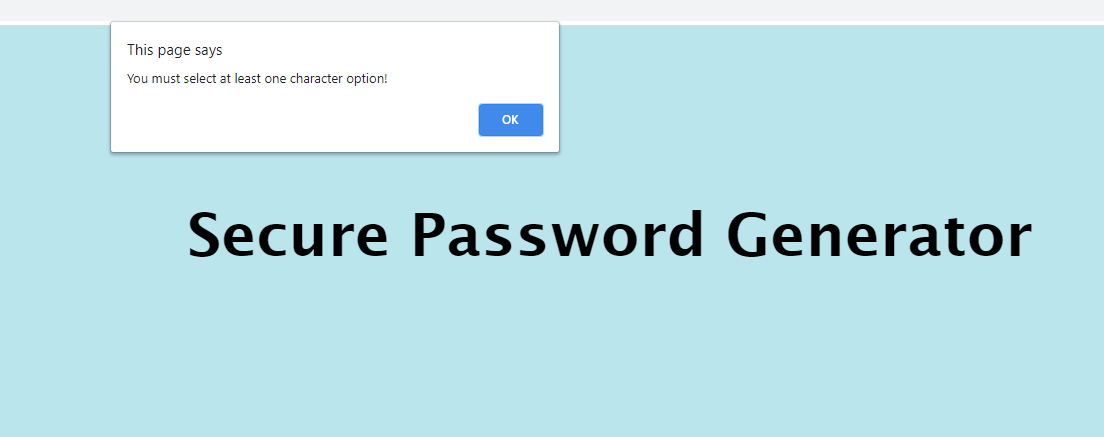 This page says
You must select at least one character option!
OK
Secure Password Generator